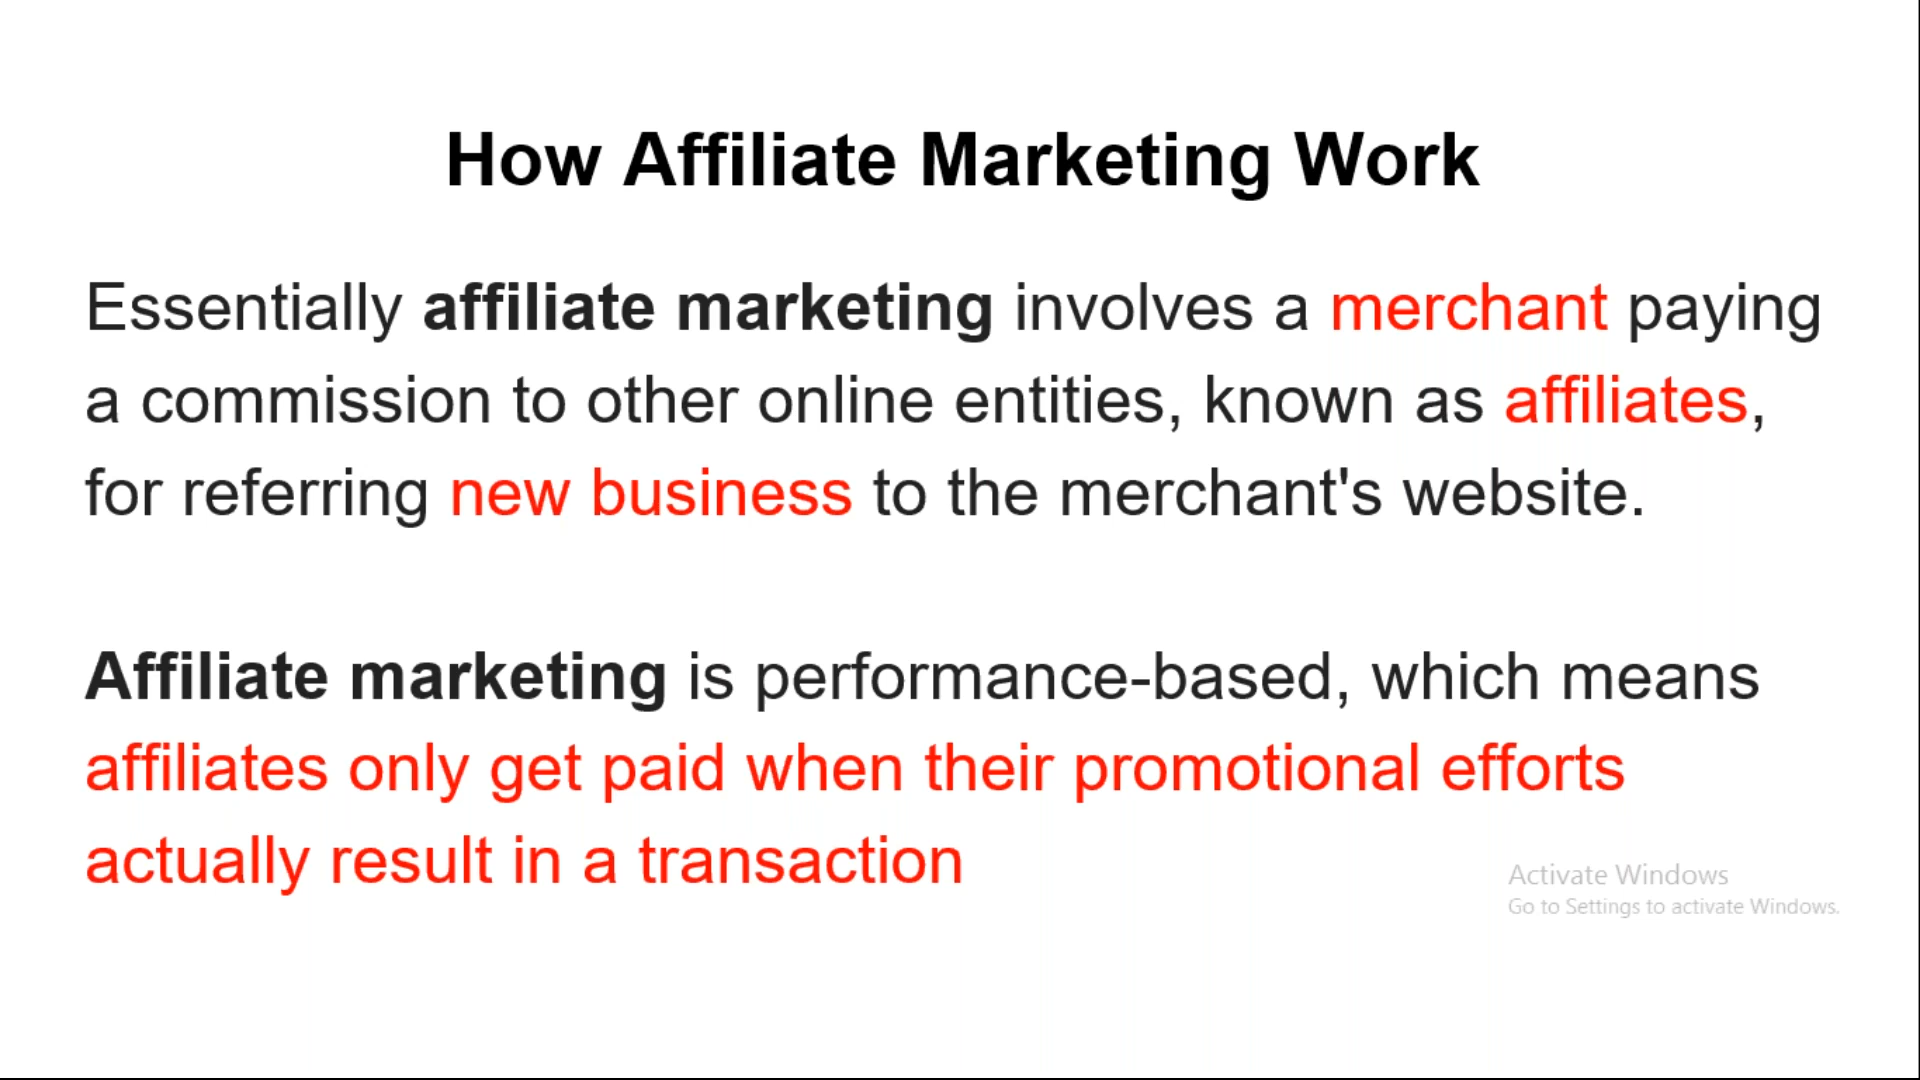 How Affiliate Marketing Work
Essentially affiliate marketing involves a merchant paying
a commission to other online entities, known as affiliates,
for referring new business to the merchant's website.
Affiliate marketing is performance-based, which means
affiliates only get paid when their promotional efforts
actually result in a transaction
Activate Windows
Go to Settings to activate Windows.